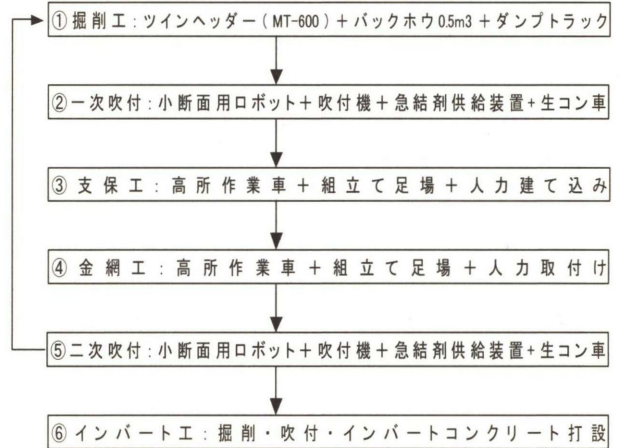 ①掘削工：ツインヘッダー（MT-600）＋バックホウ0.5m3＋ダンプトラック
②一次吹付：小断面用ロボット＋吹付機＋急結剤供給装置+生コン車
③支保工：高所作業車＋組立て足場＋人力建て込み
④金網工：高所作業車＋組立て足場＋人力取付け
⑤二次吹付：小断面用ロボット＋吹付機＋急結剤供給装置+生コン車
⑥インバート工：掘削・吹付・インバートコンクリート打設